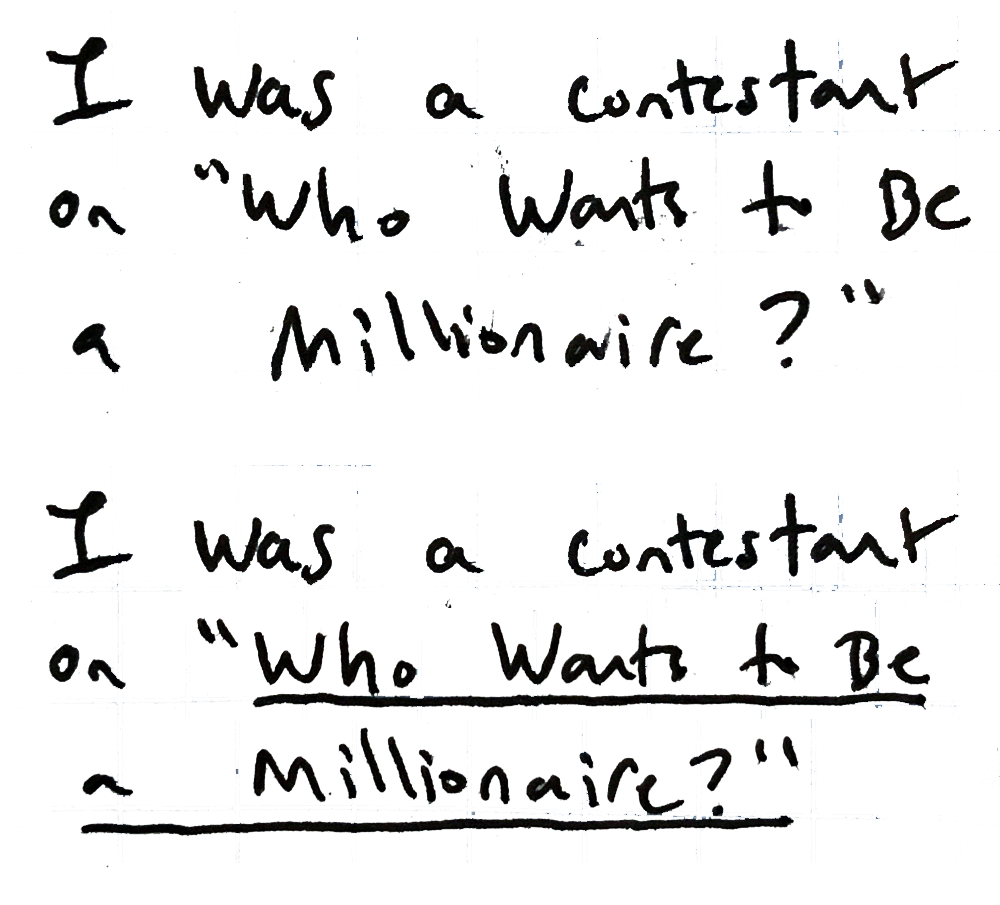 I was a contestant
on "Who Wants to Be
a Millionaire?"
I was a contestant
on "Who Wants to Be
a Millionaire?"